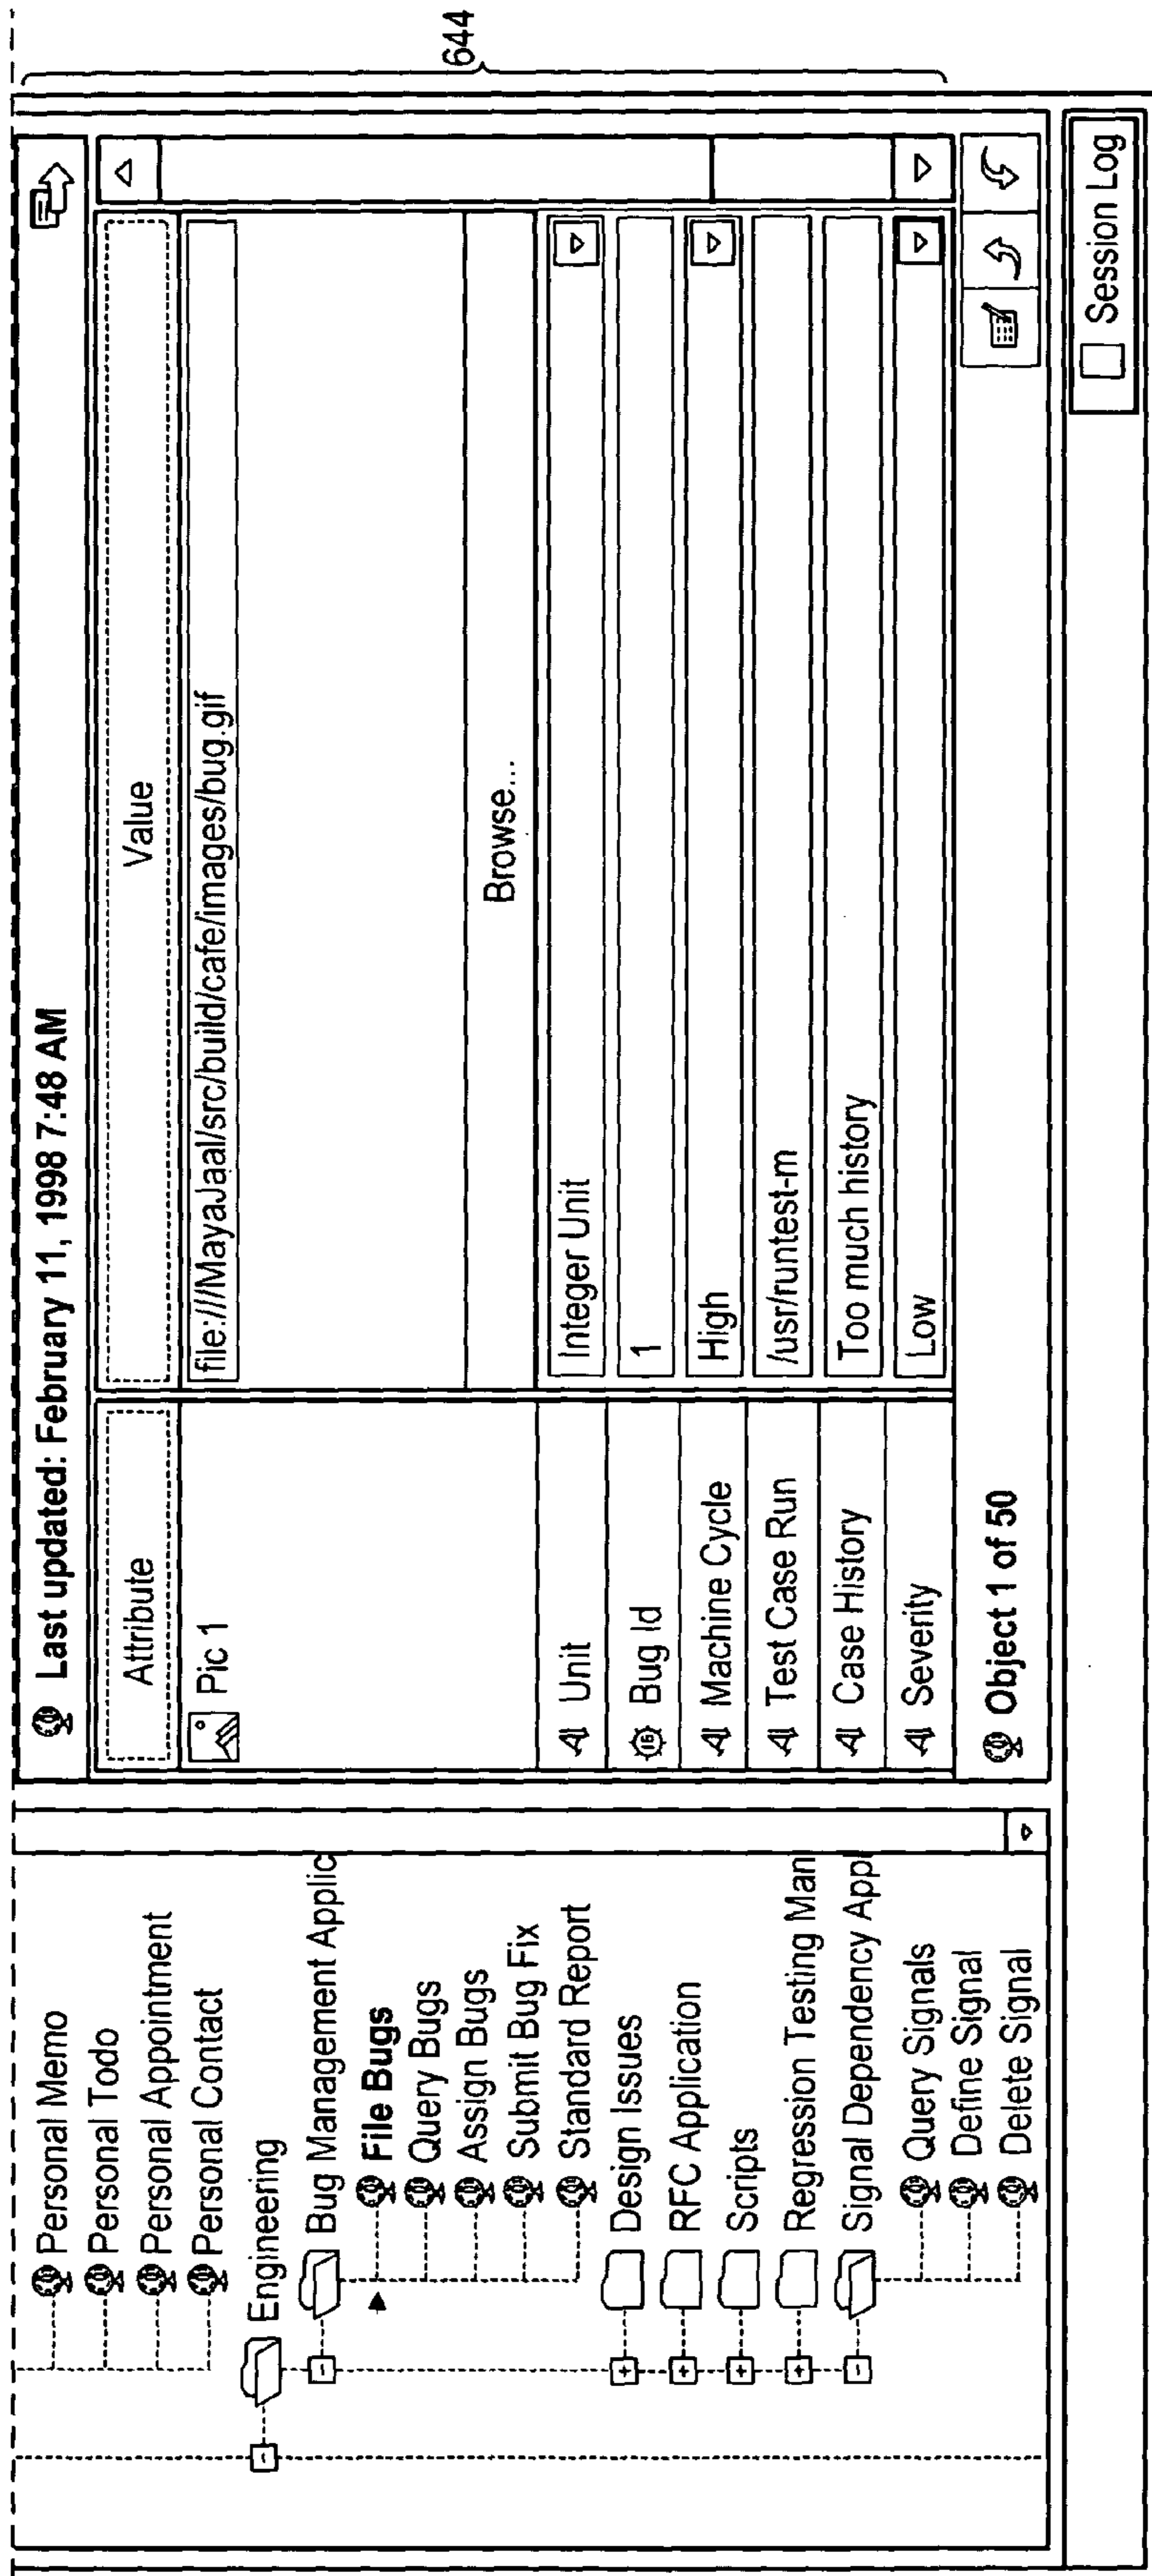 Personal Memo
Personal Todo
Personal Appointment
Personal Contact
Engineering
Bug Management Applic
File Bugs
Query Bugs
Assign Bugs
Submit Bug Fix
Standard Report
Design Issues
RFC Application
Scripts
Regression Testing Man
Signal Dependency Appl
Query Signals
Define Signal
Delete Signal
Last updated: February 11, 1998 7:48 AM
Attribute Value
Pic 1 file:///MayaJaal/src/build/cafe/images/bug.gif
Browse...
Unit Integer Unit
Bug Id 1
Machine Cycle High
Test Case Run /usr/runtest-m
Case History Too much history
Severity Low
Object 1 of 50
Session Log
644